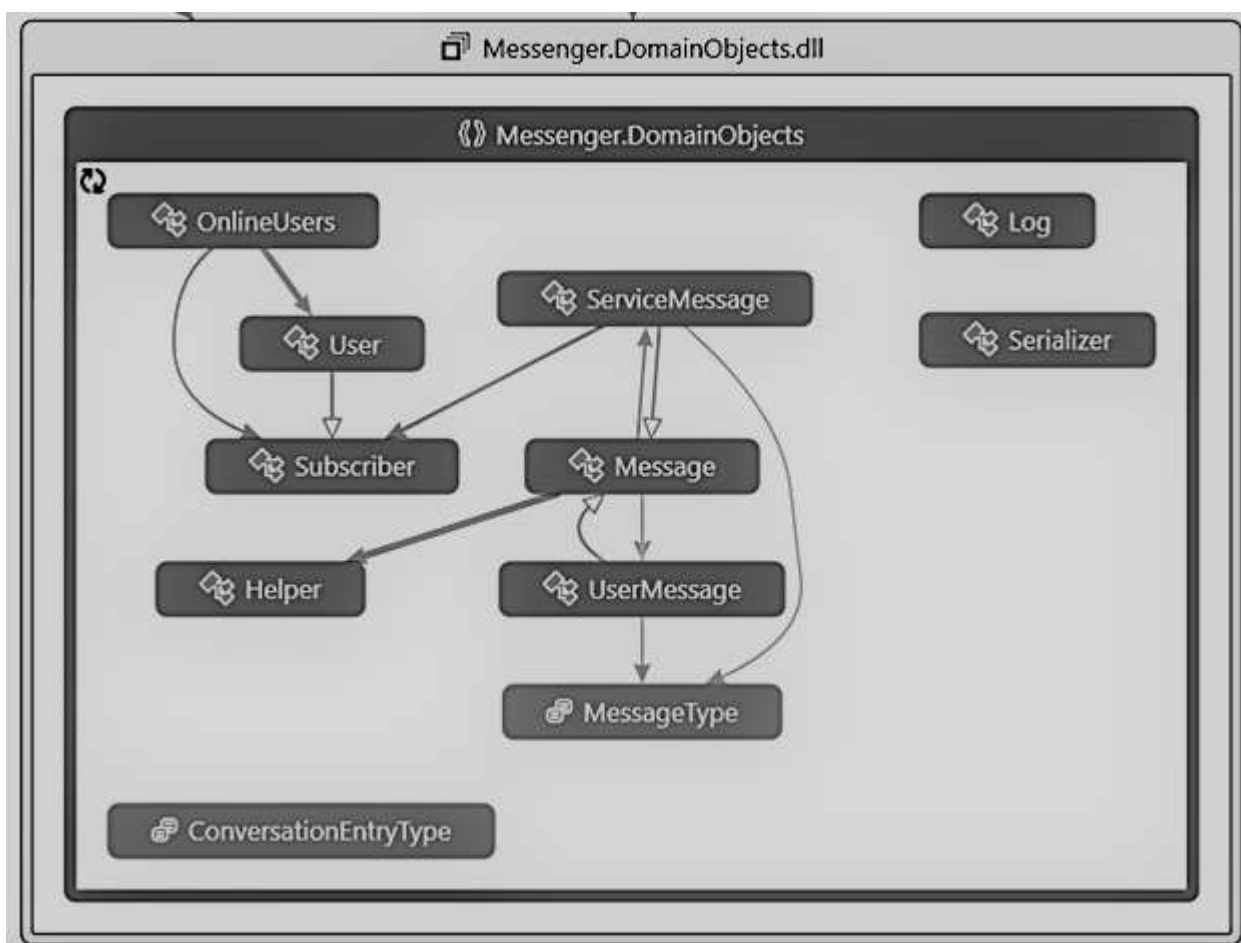 Messenger.DomainObjects.dll
Messenger.DomainObjects
OnlineUsers
Log
ServiceMessage
User
Serializer
Subscriber
Message
Helper
UserMessage
MessageType
ConversationEntryType